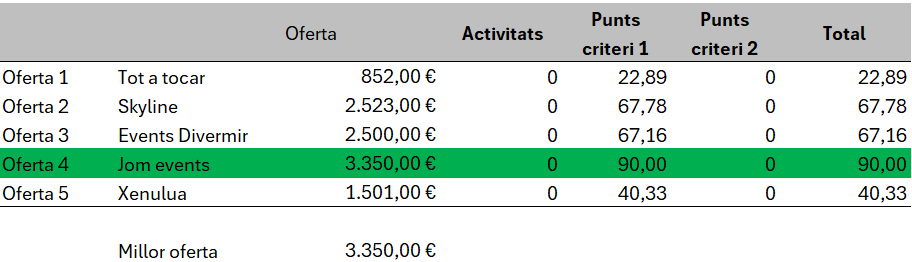 Oferta Activitats Punts criteri 1 Punts criteri 2 Total
Oferta 1 Tot a tocar 852,00 € 0 22,89 0 22,89
Oferta 2 Skyline 2.523,00 € 0 67,78 0 67,78
Oferta 3 Events Divermir 2.500,00 € 0 67,16 0 67,16
Oferta 4 Jom events 3.350,00 € 0 90,00 0 90,00
Oferta 5 Xenulua 1.501,00 € 0 40,33 0 40,33
Millor oferta 3.350,00 €